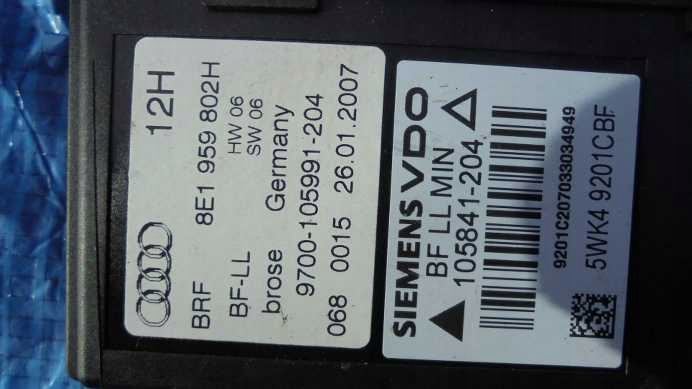 12H
BRF 8E1 959 802H
BF-LL HW 06
SW 06
brose Germany
9700-105991-204
068 0015 26.01.2007
SIEMENS VDO
BF LL MIN
105841-204
9201C207033034949
5WK4 9201CBF